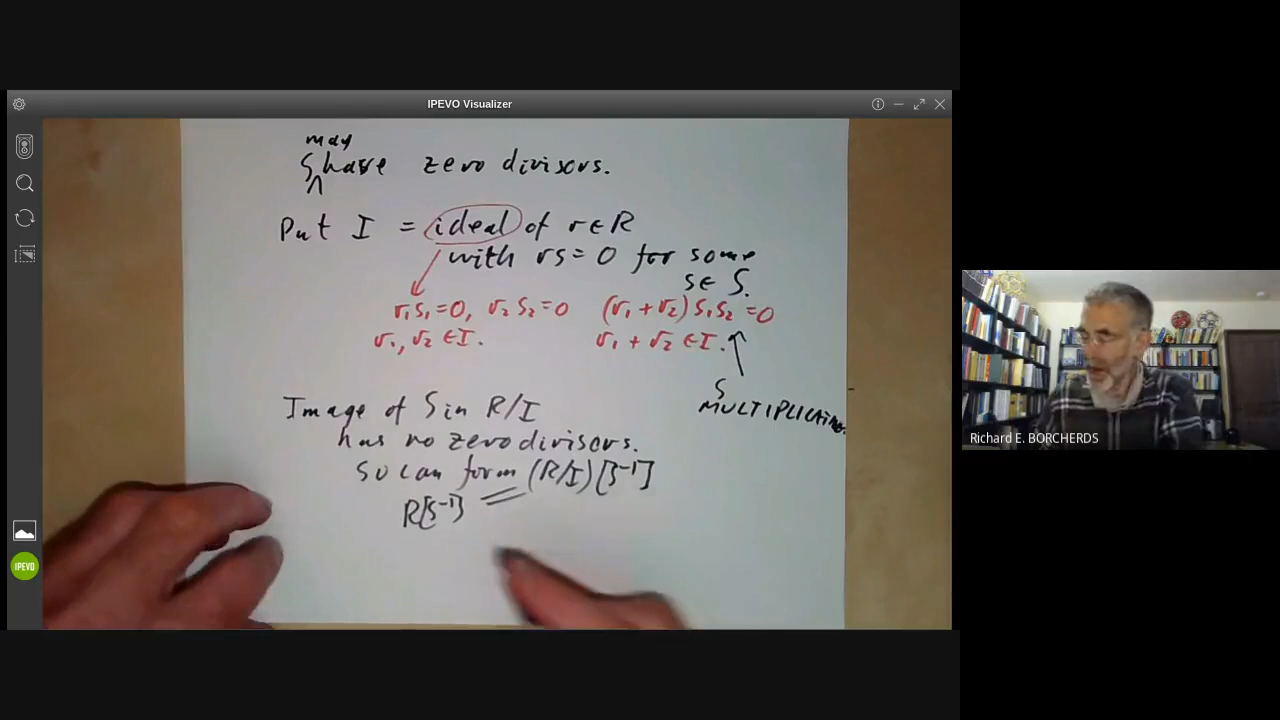 IPEVO Visualizer
may
S have zero divisors.
Put I = ideal of r∈R
with rs=0 for some
s∈ S.
r₁s₁=0, r₂s₂=0 (r₁+r₂)s₁s₂=0
r₁,r₂ ∈I. r₁+r₂ ∈I.
S
MULTIPLICATIVE.
Image of S in R/I
has no zero divisors.
So can form (R/I)[S⁻¹]
R[S⁻¹] =
IPEVO
Richard E. BORCHERDS